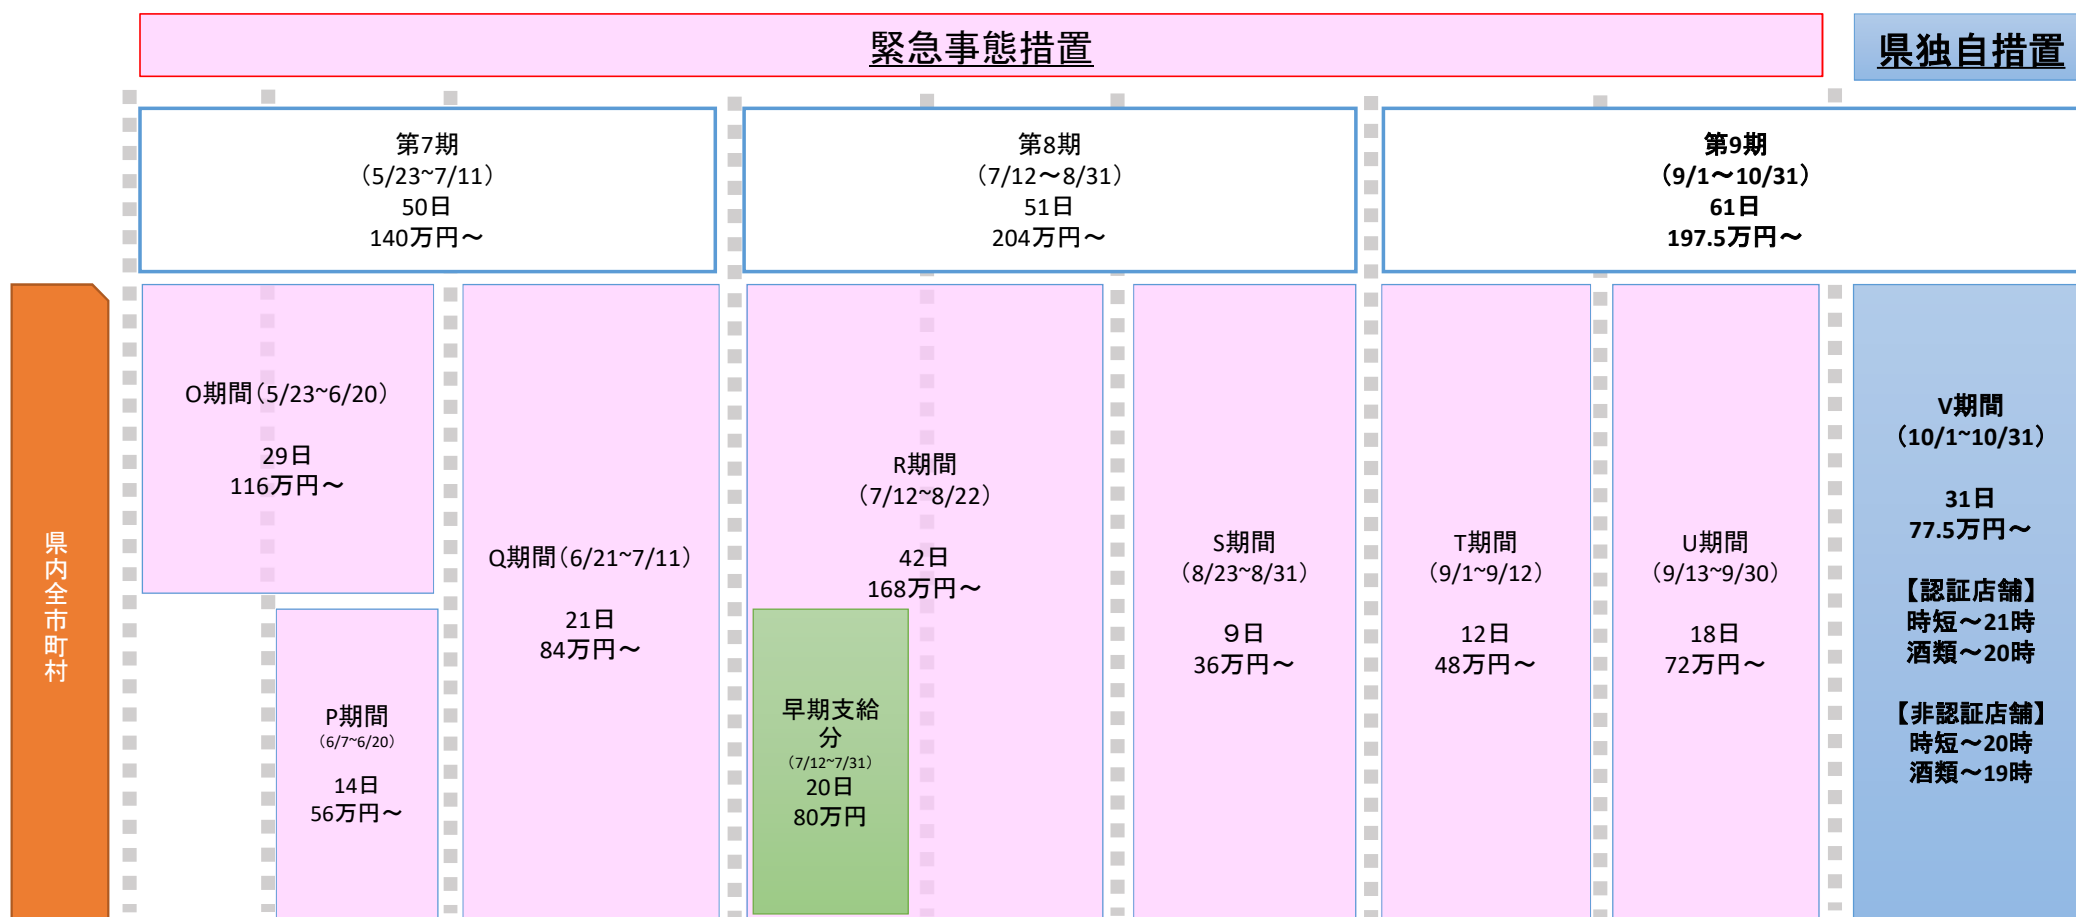 緊急事態措置
県独自措置
第7期
（5/23~7/11）
50日
140万円～
第8期
（7/12～8/31）
51日
204万円～
第9期
（9/1～10/31）
61日
197.5万円～
県内全市町村
O期間（5/23~6/20）
29日
116万円～
P期間
（6/7~6/20）
14日
56万円～
Q期間（6/21~7/11）
21日
84万円～
R期間
（7/12~8/22）
42日
168万円～
早期支給
分
（7/12~7/31）
20日
80万円
S期間
（8/23~8/31）
９日
36万円～
T期間
（9/1~9/12）
12日
48万円～
U期間
（9/13~9/30）
18日
72万円～
V期間
（10/1~10/31）
31日
77.5万円～
【認証店舗】
時短～21時
酒類～20時
【非認証店舗】
時短～20時
酒類～19時